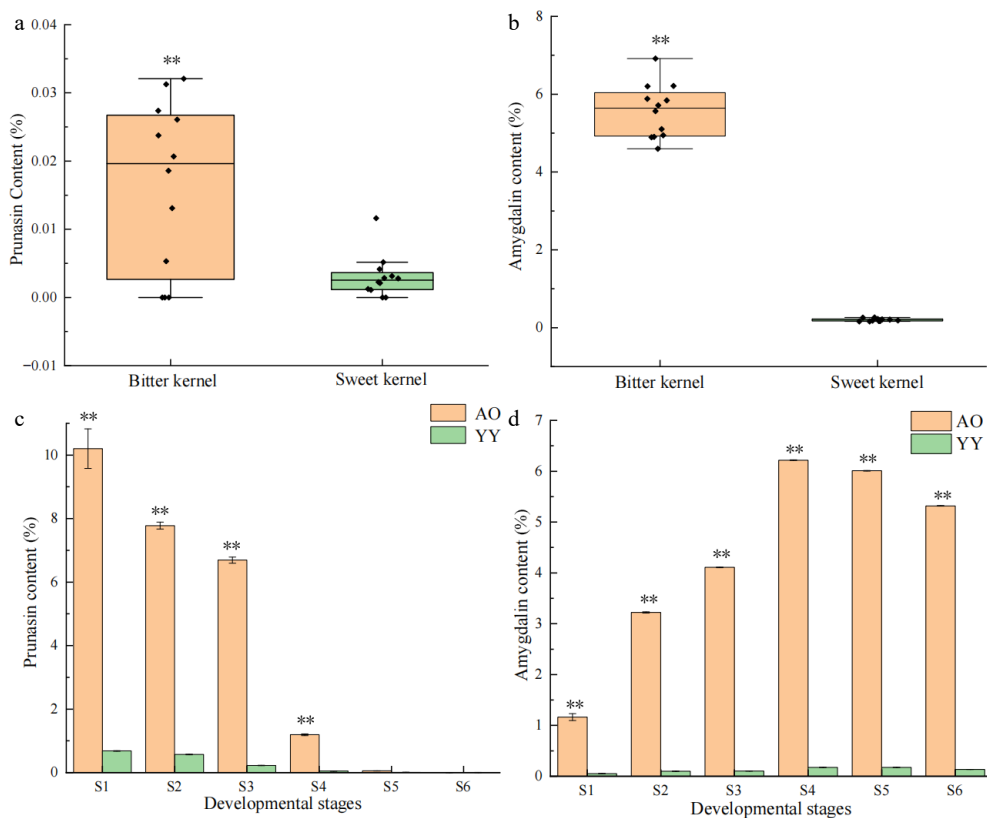 a
0.04
0.03
0.02
0.01
0.00
−0.01
Prunasin Content (%)
**
Bitter kernel
Sweet kernel
b
8
6
4
2
0
Amygdalin content (%)
**
Bitter kernel
Sweet kernel
c
AO
YY
10
8
6
4
2
0
Prunasin content (%)
**
**
**
**
S1
S2
S3
S4
S5
S6
Developmental stages
d
AO
YY
7
6
5
4
3
2
1
0
Amygdalin content (%)
**
**
**
**
**
**
S1
S2
S3
S4
S5
S6
Developmental stages